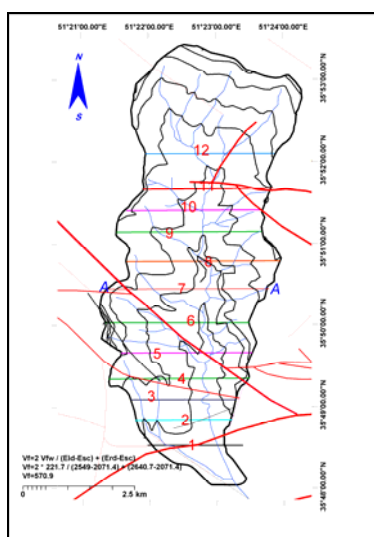 51°21'00.00"E 51°22'00.00"E 51°23'00.00"E 51°24'00.00"E
N
S
35°53'00.00"N
12
35°52'00.00"N
11
10
9
35°51'00.00"N
8
A 7 A
6
35°50'00.00"N
5
4
3
35°49'00.00"N
2
1
Vf=2 Vfw / (Eld-Esc) + (Erd-Esc)
Vf=2 * 221.7 / (2549-2071.4) + (2640.7-2071.4)
Vf=570.9
0 2.5 km
35°48'00.00"N